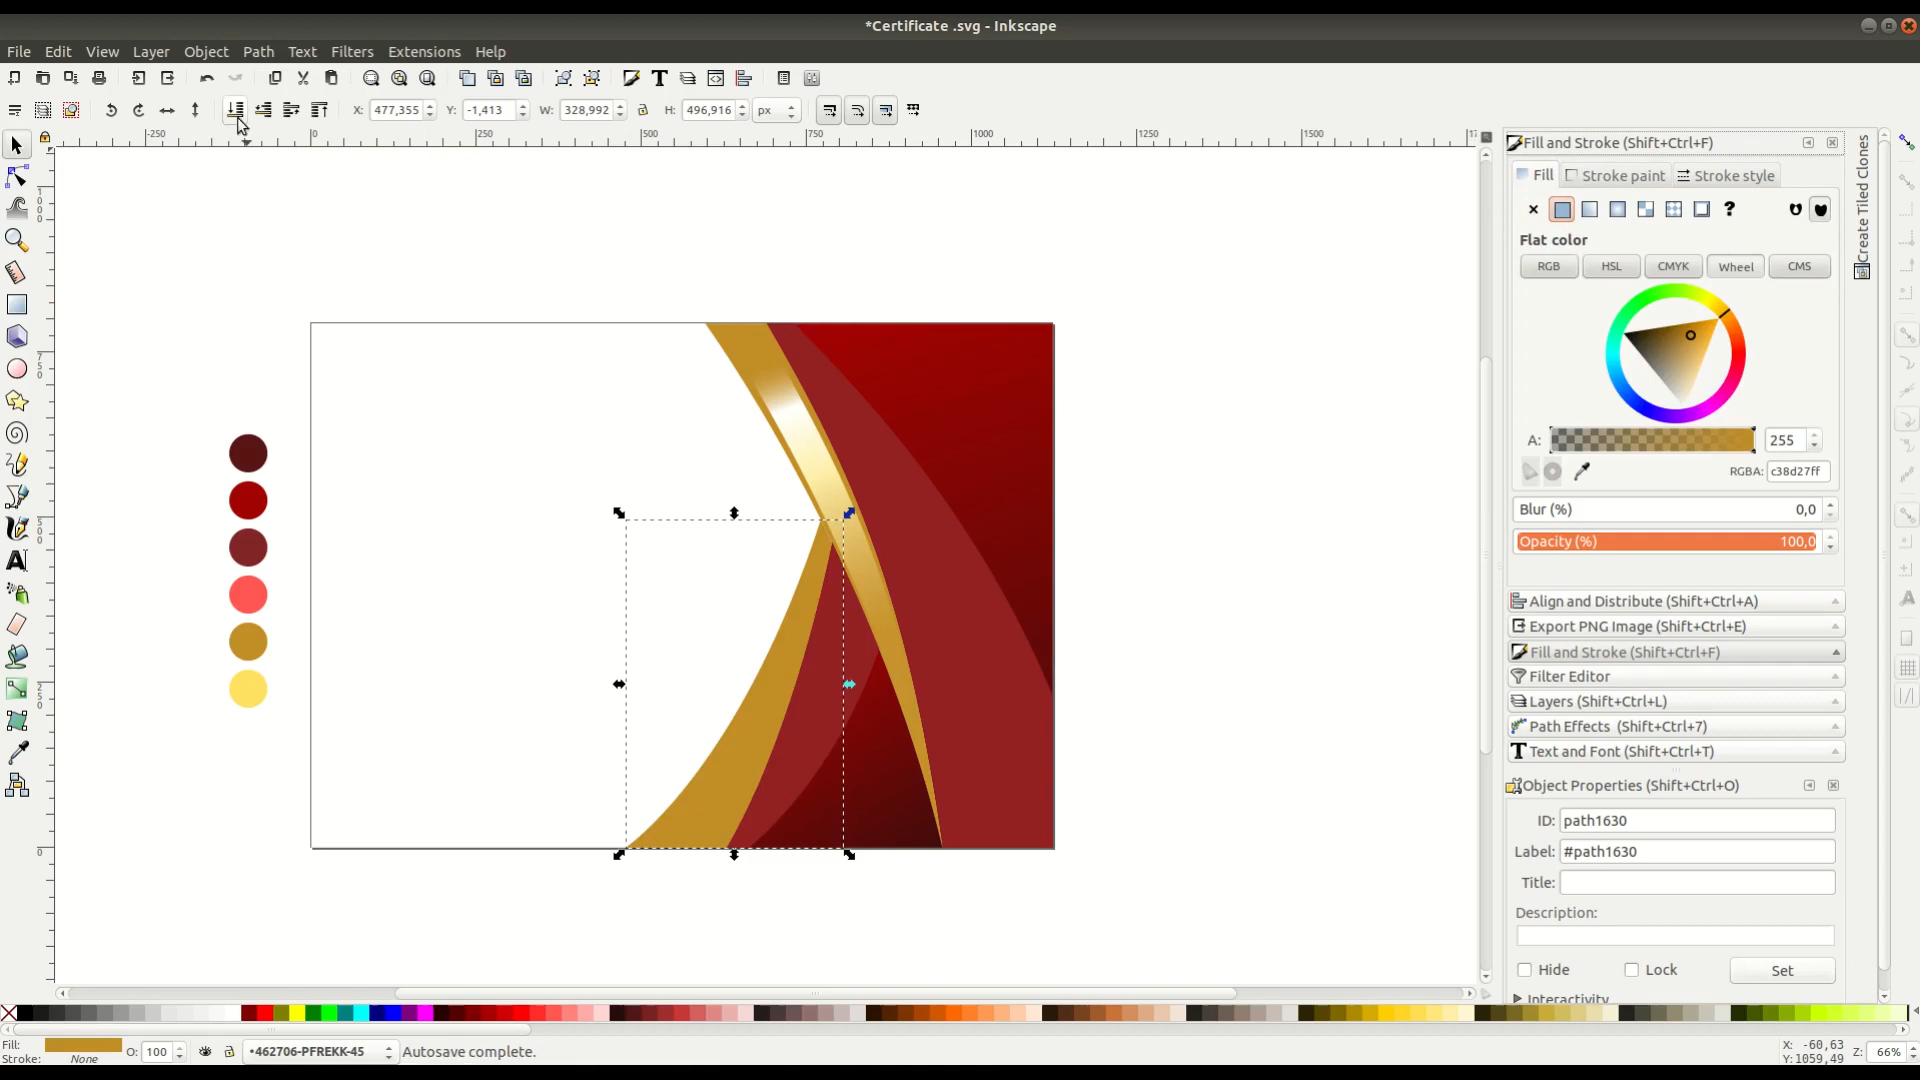 *Certificate .svg - Inkscape
File Edit View Layer Object Path Text Filters Extensions Help
X: 477,355 Y: -1,413 W: 328,992 H: 496,916 px
-250 0 250 500 750 1000 1250 1500
1000
750
500
250
0
Fill and Stroke (Shift+Ctrl+F)
Fill Stroke paint Stroke style
Flat color
RGB HSL CMYK Wheel CMS
A: 255
RGBA: c38d27ff
Blur (%) 0,0
Opacity (%) 100,0
Align and Distribute (Shift+Ctrl+A)
Export PNG Image (Shift+Ctrl+E)
Fill and Stroke (Shift+Ctrl+F)
Filter Editor
Layers (Shift+Ctrl+L)
Path Effects (Shift+Ctrl+7)
Text and Font (Shift+Ctrl+T)
Object Properties (Shift+Ctrl+O)
ID: path1630
Label: #path1630
Title:
Description:
Hide Lock Set
Interactivity
Create Tiled Clones
Fill:
Stroke: None
O: 100
•462706-PFREKK-45
Autosave complete.
X: -60,63
Y:1059,49
Z: 66%